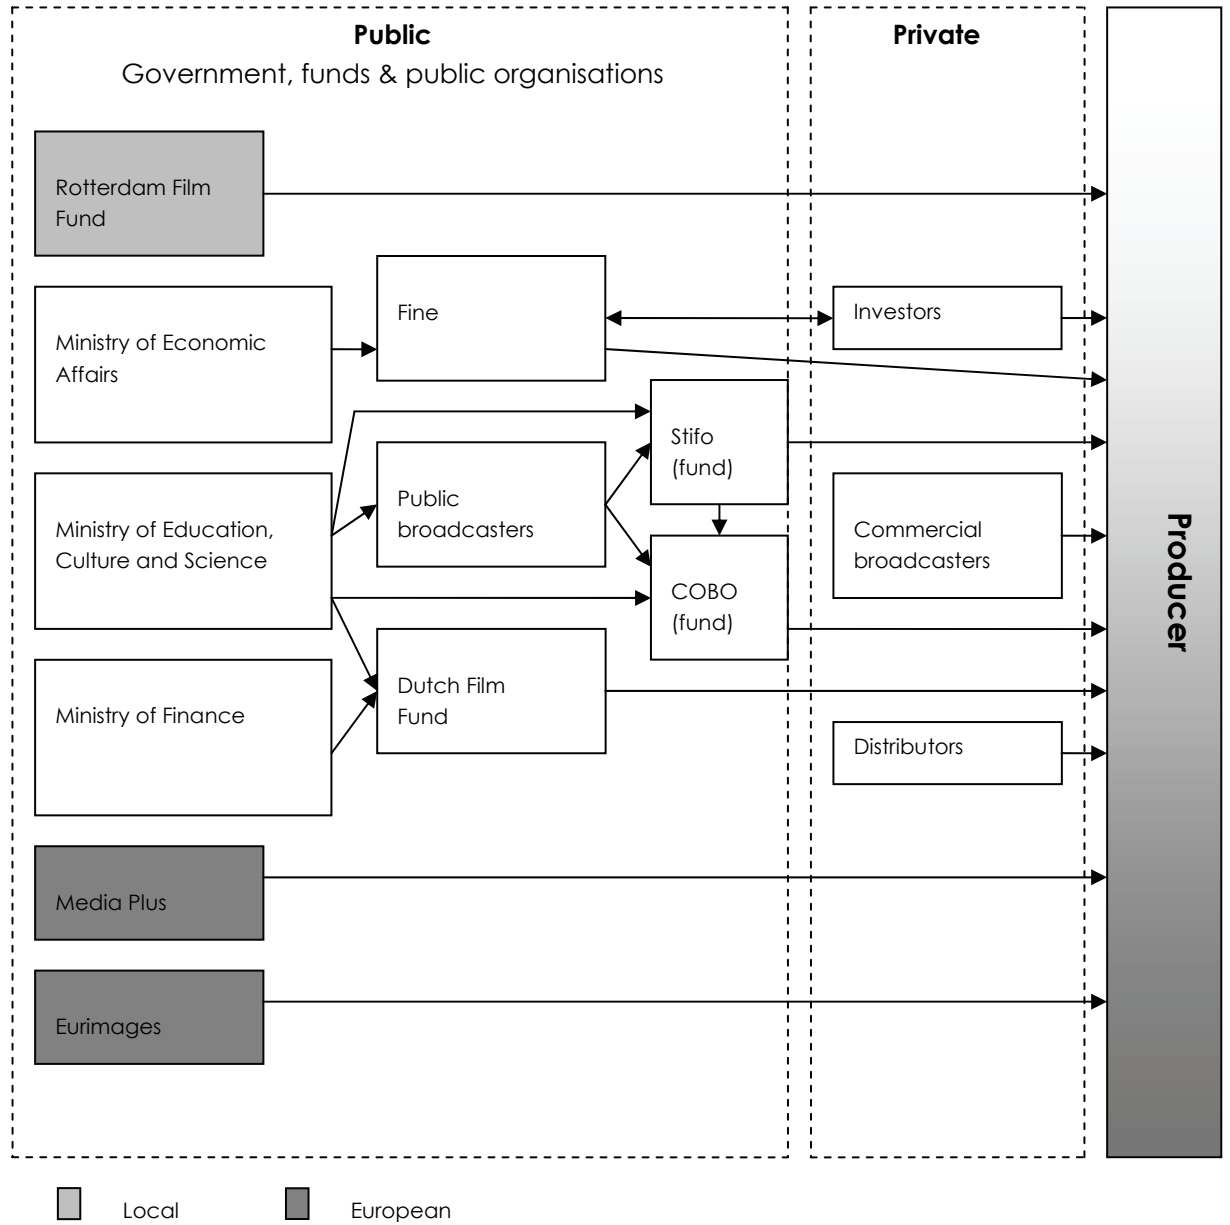 Public
Government, funds & public organisations
Private
Rotterdam Film
Fund
Fine
Investors
Ministry of Economic
Affairs
Stifo
(fund)
Public
broadcasters
Ministry of Education,
Culture and Science
Commercial
broadcasters
COBO
(fund)
Dutch Film
Fund
Ministry of Finance
Distributors
Media Plus
Eurimages
Producer
Local
European